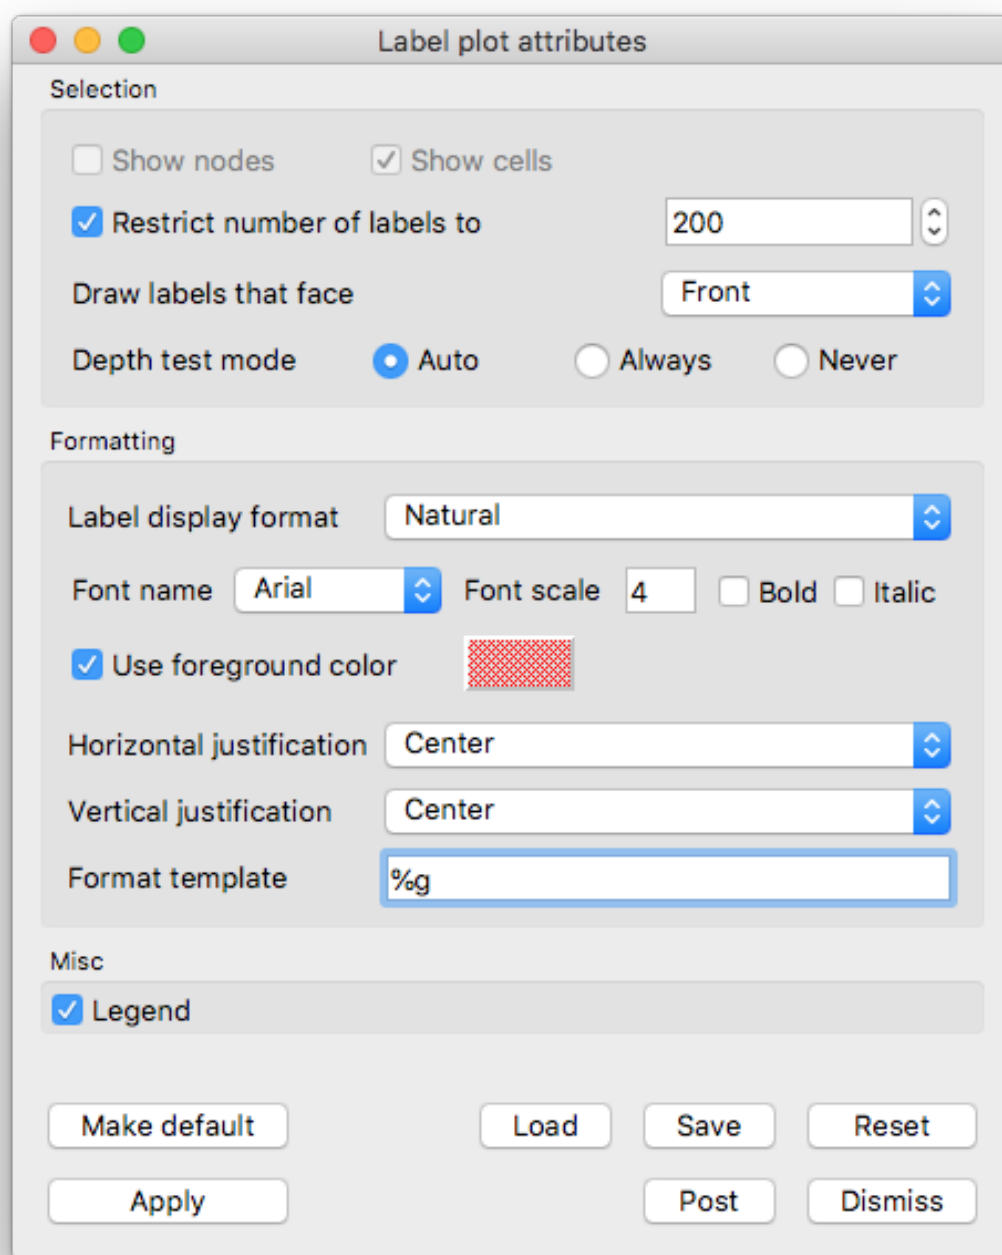 Label plot attributes
Selection
Show nodes Show cells
Restrict number of labels to 200
Draw labels that face Front
Depth test mode Auto Always Never
Formatting
Label display format Natural
Font name Arial Font scale 4 Bold Italic
Use foreground color
Horizontal justification Center
Vertical justification Center
Format template %g
Misc
Legend
Make default Load Save Reset
Apply Post Dismiss